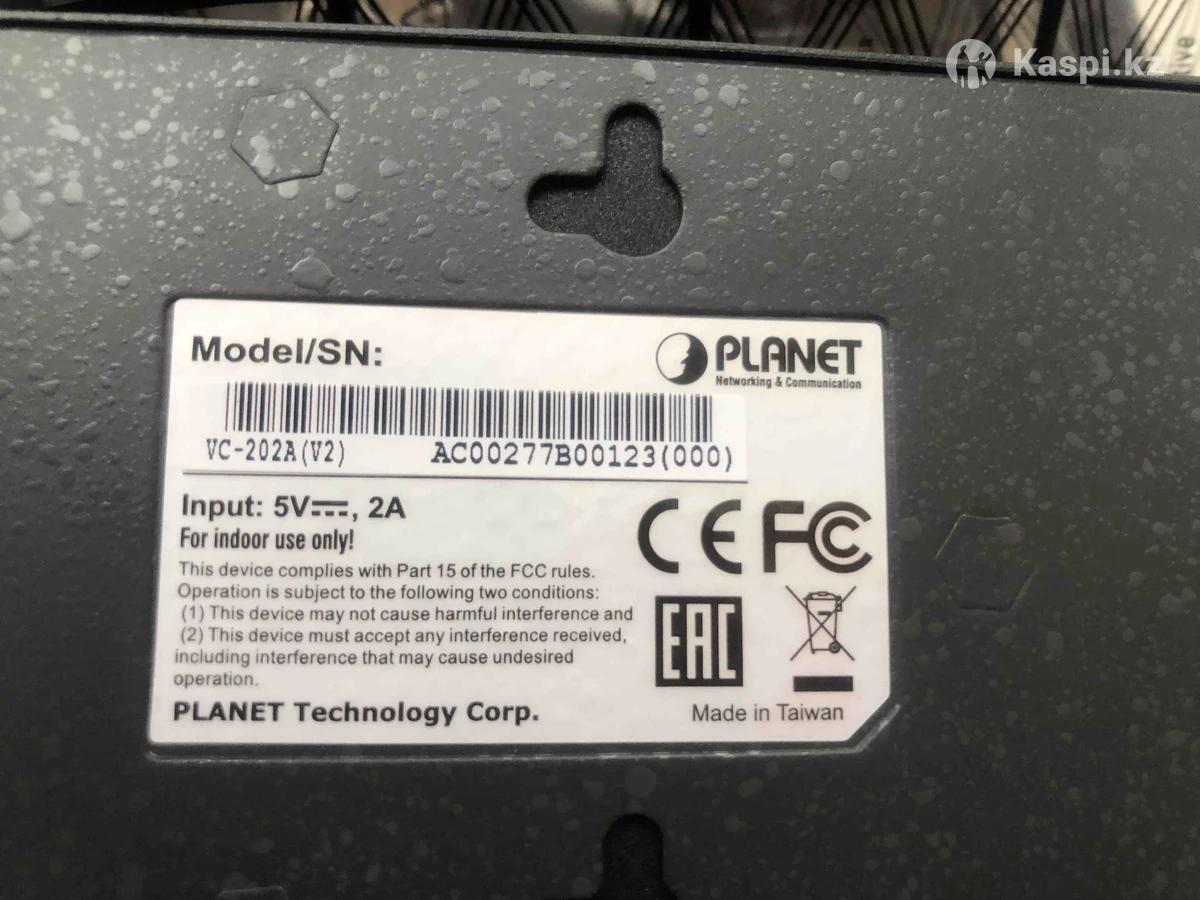 Kaspi.kz
ive
Model/SN:
PLANET
Networking & Communication
VC-202A(V2) AC00277B00123(000)
Input: 5V⎓, 2A
For indoor use only!
CE FC
This device complies with Part 15 of the FCC rules.
Operation is subject to the following two conditions:
(1) This device may not cause harmful interference and
(2) This device must accept any interference received,
including interference that may cause undesired
operation.
EAC
PLANET Technology Corp.
Made in Taiwan